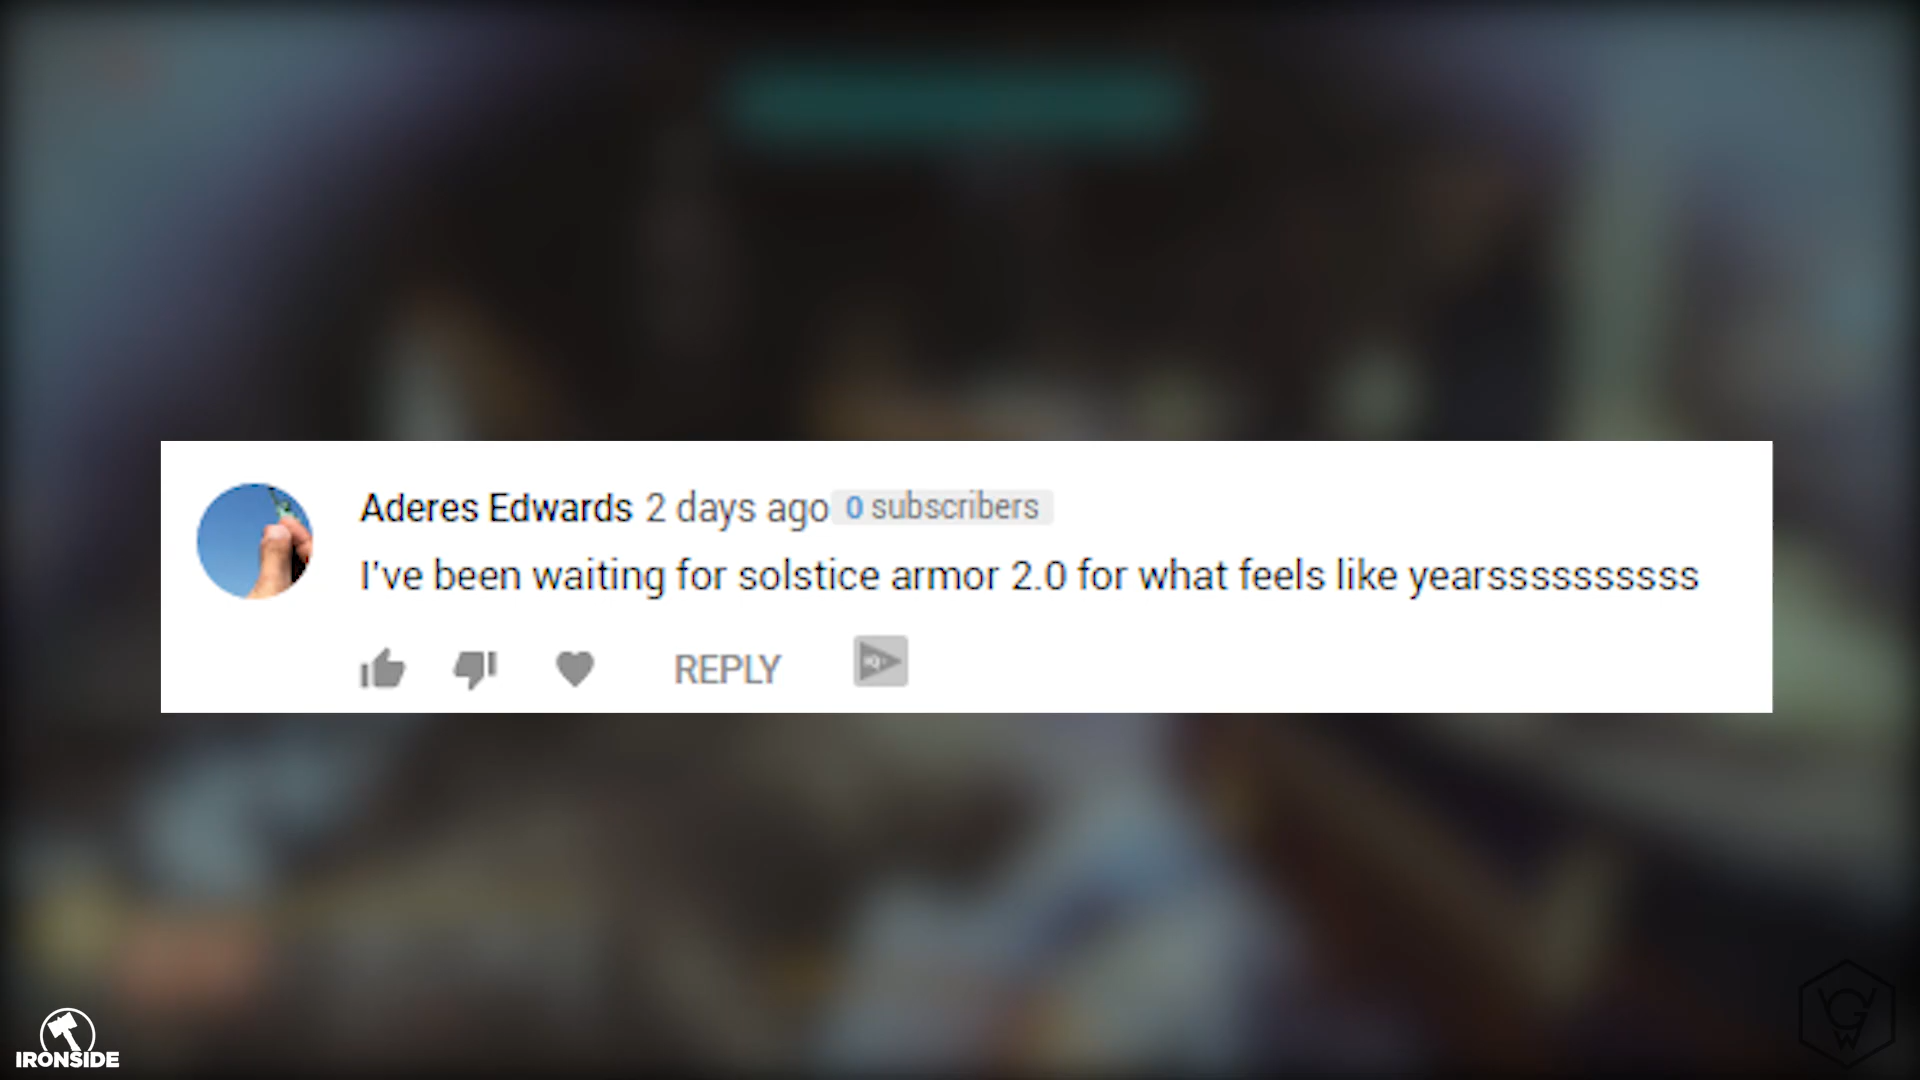 Aderes Edwards 2 days ago 0 subscribers
I've been waiting for solstice armor 2.0 for what feels like yearsssssssssss
REPLY
IRONSIDE